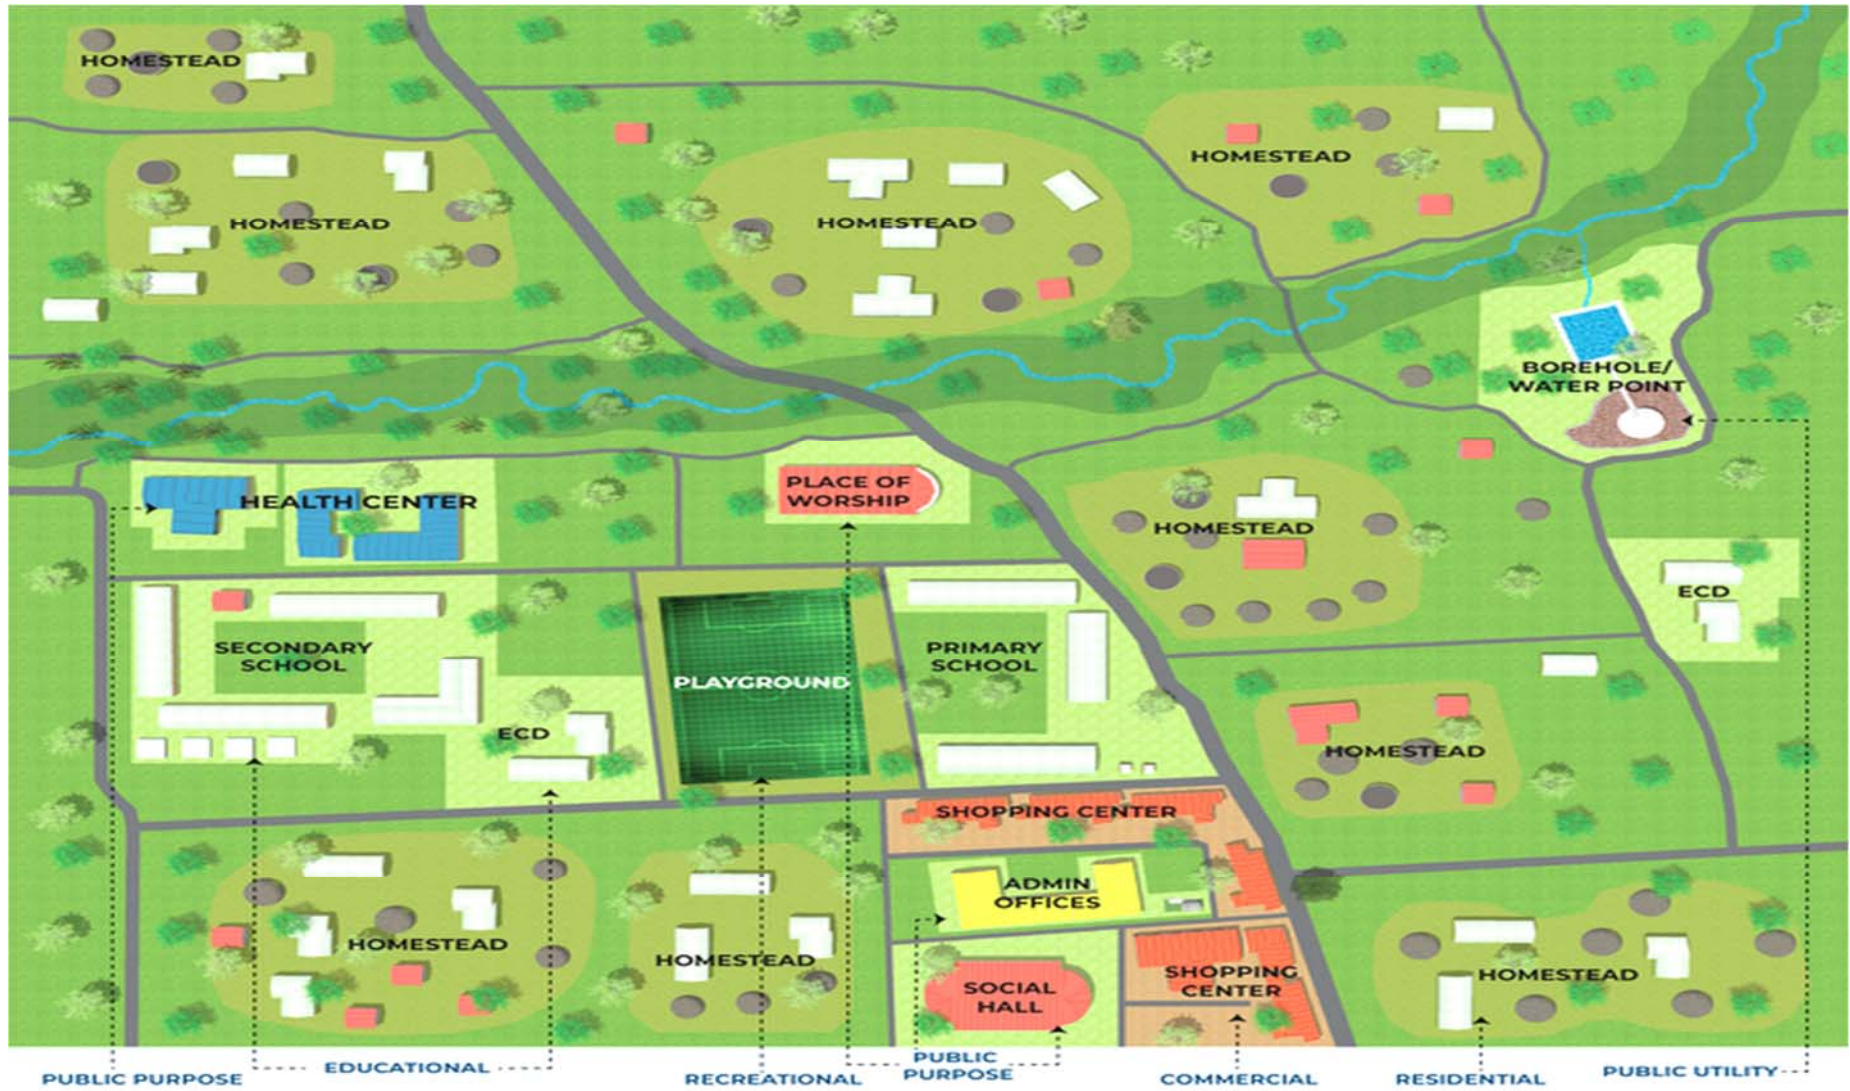 HOMESTEAD
HOMESTEAD
HOMESTEAD
HOMESTEAD
BOREHOLE/
WATER POINT
HEALTH CENTER
PLACE OF
WORSHIP
HOMESTEAD
ECD
SECONDARY
SCHOOL
PLAYGROUND
PRIMARY
SCHOOL
ECD
HOMESTEAD
SHOPPING CENTER
ADMIN
OFFICES
HOMESTEAD
HOMESTEAD
SHOPPING
CENTER
HOMESTEAD
SOCIAL
HALL
PUBLIC PURPOSE
EDUCATIONAL
RECREATIONAL
PUBLIC
PURPOSE
COMMERCIAL
RESIDENTIAL
PUBLIC UTILITY